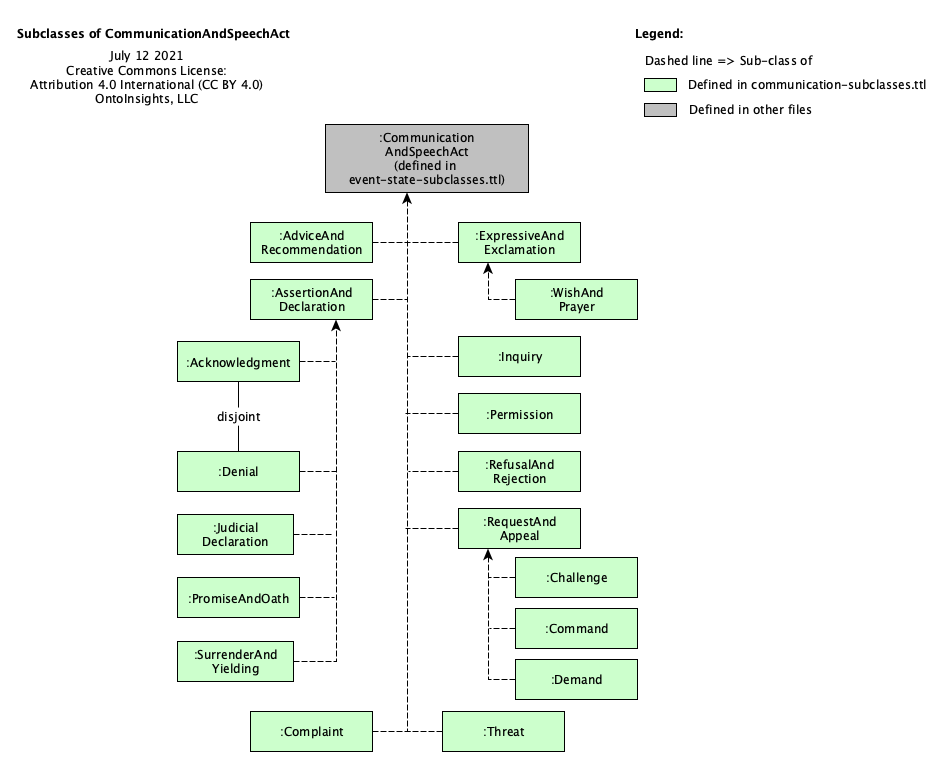 Subclasses of CommunicationAndSpeechAct
July 12 2021
Creative Commons License:
Attribution 4.0 International (CC BY 4.0)
OntoInsights, LLC
Legend:
Dashed line => Sub-class of
Defined in communication-subclasses.ttl
Defined in other files
:Communication
AndSpeechAct
(defined in
event-state-subclasses.ttl)
:AdviceAnd
Recommendation
:ExpressiveAnd
Exclamation
:AssertionAnd
Declaration
:WishAnd
Prayer
:Acknowledgment
:Inquiry
disjoint
:Permission
:Denial
:RefusalAnd
Rejection
:Judicial
Declaration
:RequestAnd
Appeal
:Challenge
:PromiseAndOath
:Command
:SurrenderAnd
Yielding
:Demand
:Complaint
:Threat